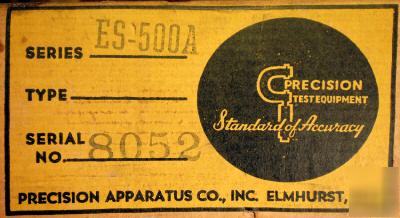 SERIES ES-500A
TYPE
SERIAL
NO. 8052
PRECISION
TEST EQUIPMENT
Standard of Accuracy
PRECISION APPARATUS CO., INC. ELMHURST,